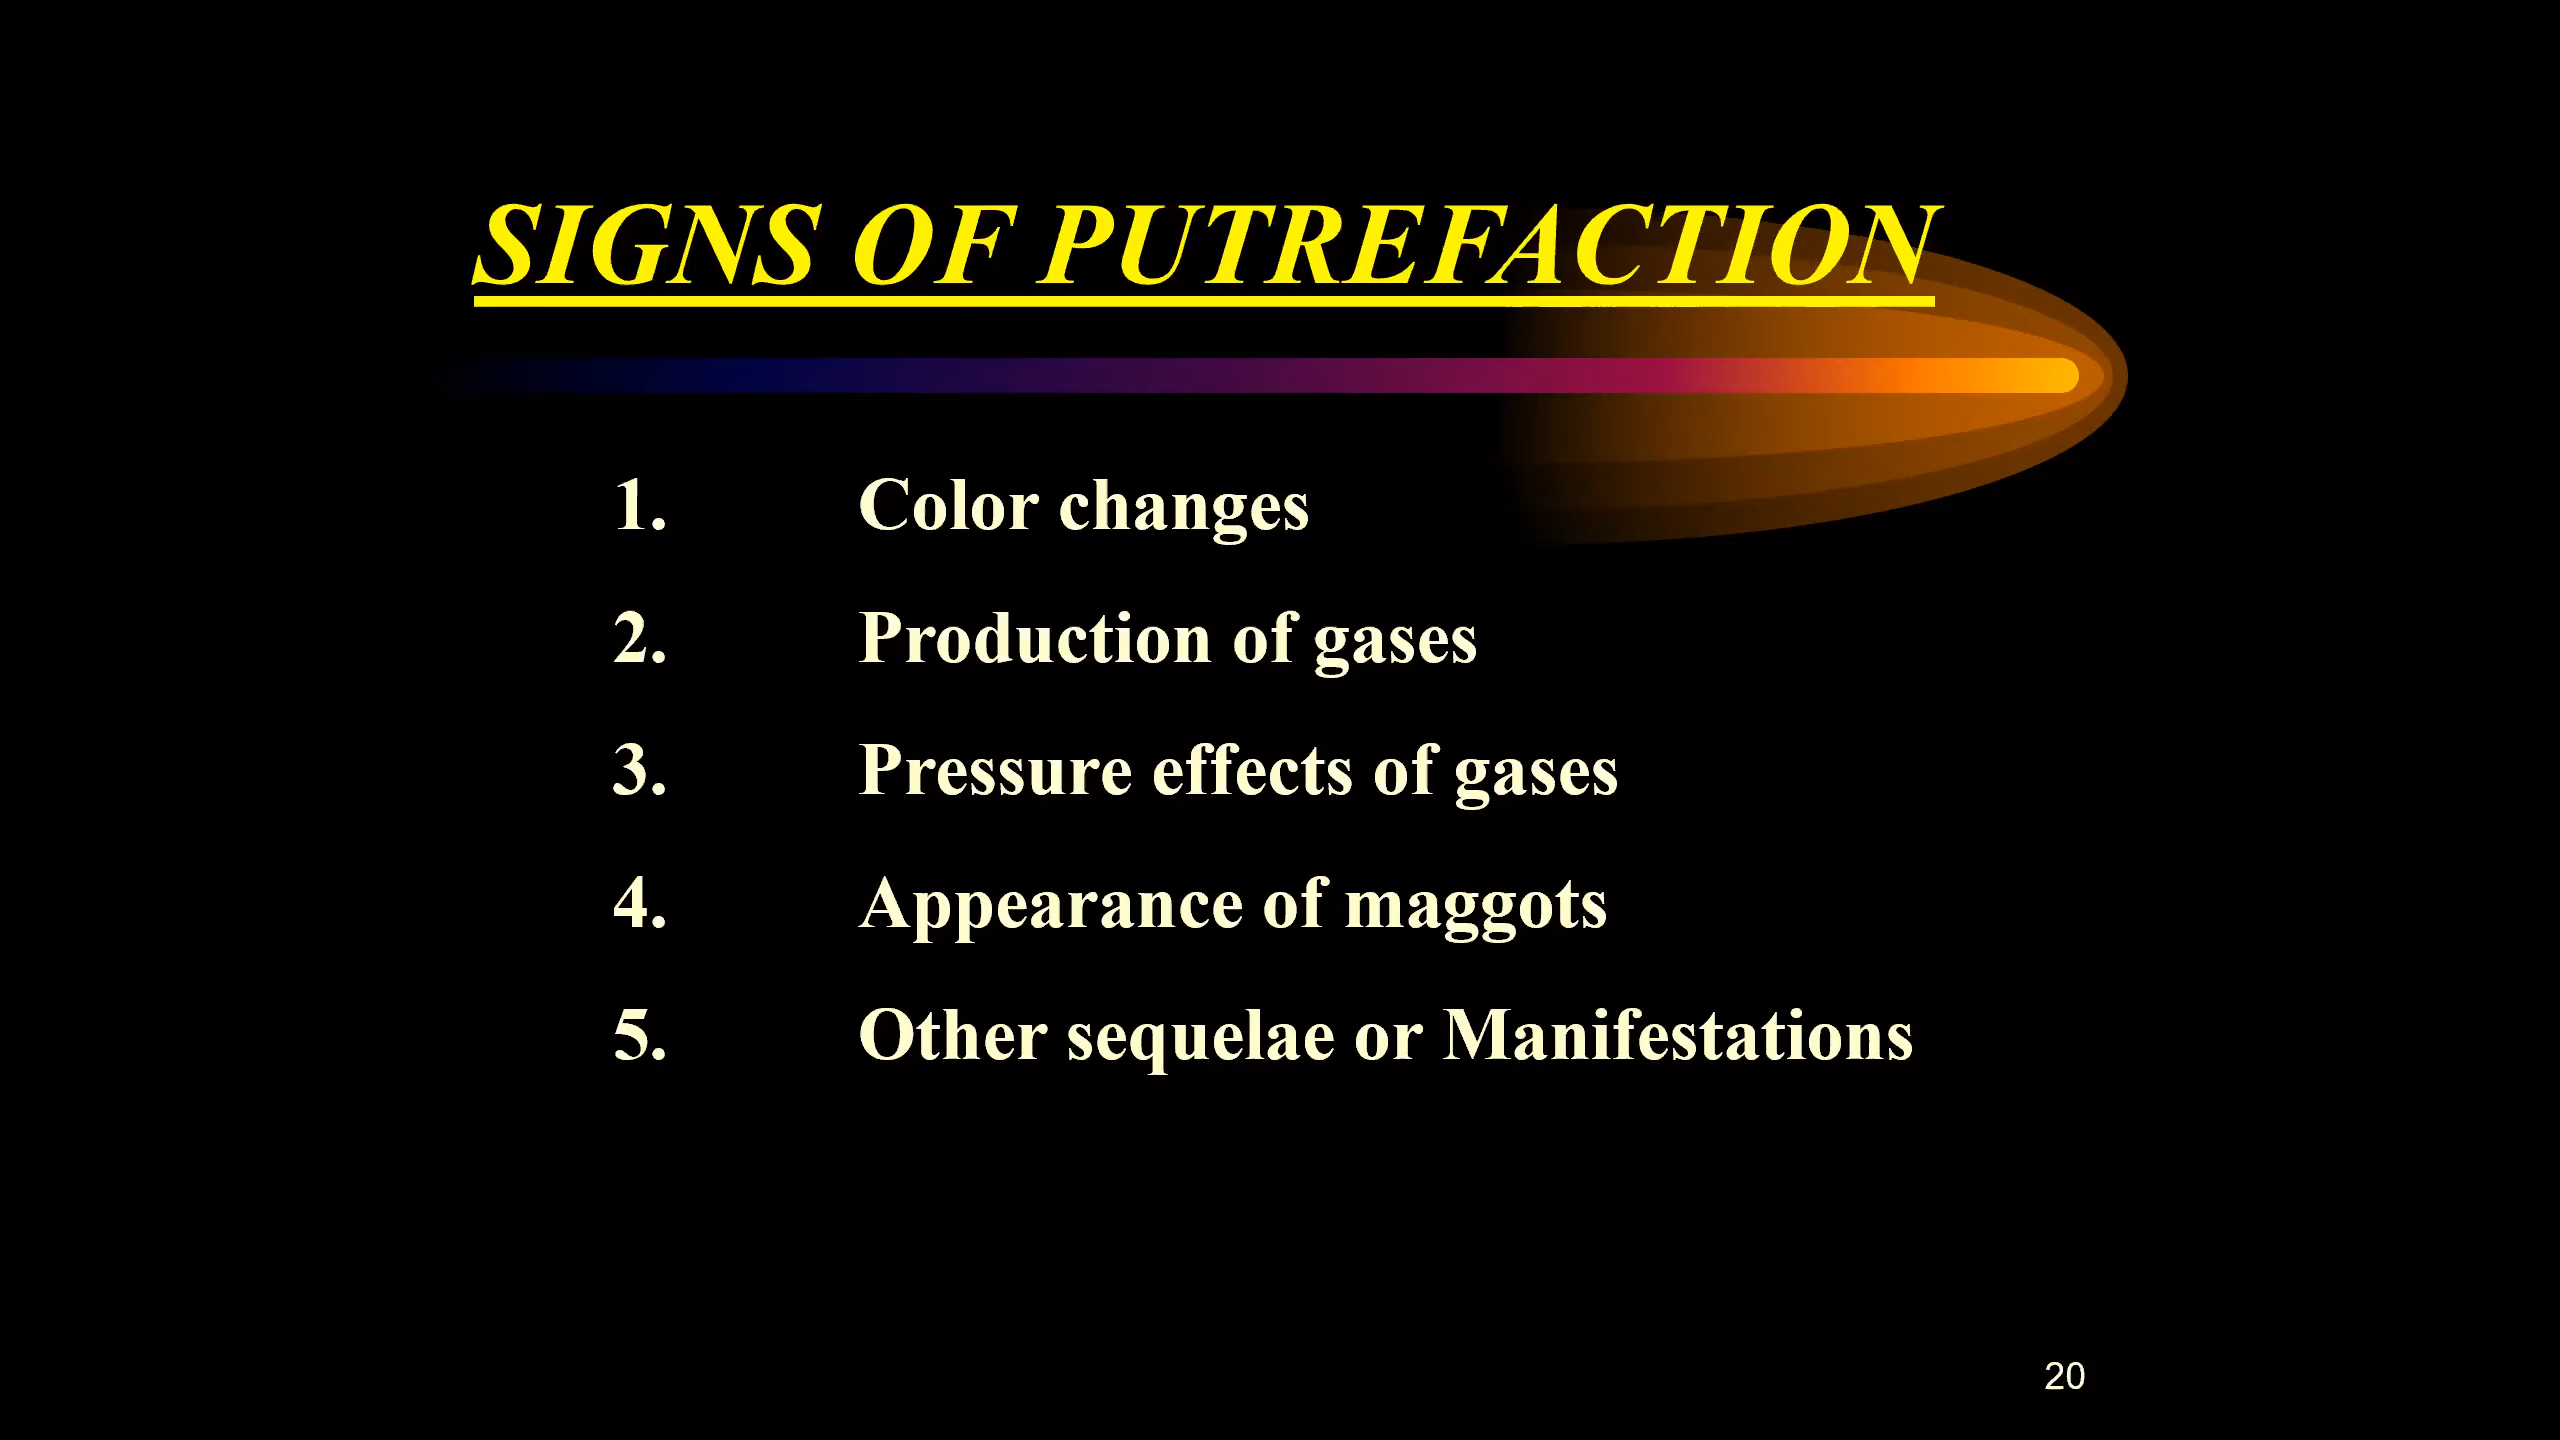 SIGNS OF PUTREFACTION
1. Color changes
2. Production of gases
3. Pressure effects of gases
4. Appearance of maggots
5. Other sequelae or Manifestations
20